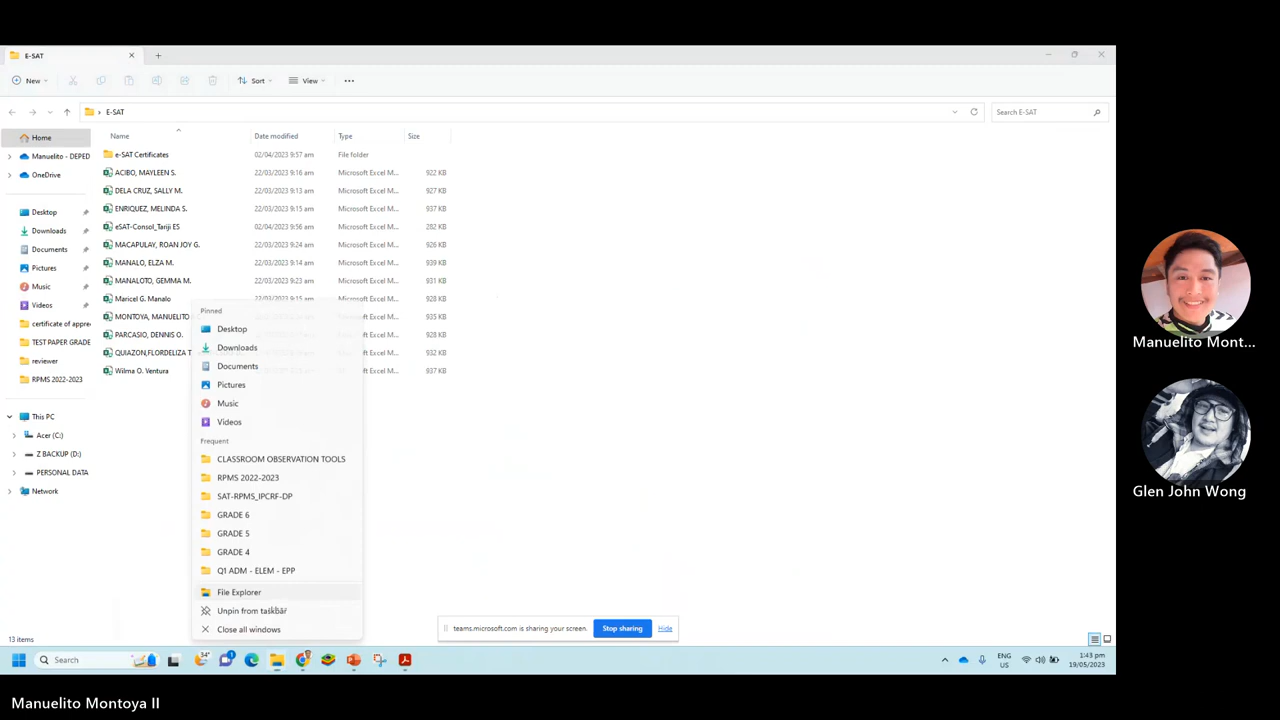 E-SAT
New
Sort
View
E-SAT
Search E-SAT
Name
Date modified
Type
Size
Home
Manuelito - DEPED
OneDrive
Desktop
Downloads
Documents
Pictures
Music
Videos
certificate of appre
TEST PAPER GRADE
reviewer
RPMS 2022-2023
This PC
Acer (C:)
Z BACKUP (D:)
PERSONAL DATA
Network
e-SAT Certificates 02/04/2023 9:57 am File folder
ACIBO, MAYLEEN S. 22/03/2023 9:16 am Microsoft Excel M... 922 KB
DELA CRUZ, SALLY M. 22/03/2023 9:13 am Microsoft Excel M... 927 KB
ENRIQUEZ, MELINDA S. 22/03/2023 9:15 am Microsoft Excel M... 937 KB
eSAT-Consol_Tariji ES 02/04/2023 9:56 am Microsoft Excel M... 282 KB
MACAPULAY, ROAN JOY G. 22/03/2023 9:24 am Microsoft Excel M... 926 KB
MANALO, ELZA M. 22/03/2023 9:14 am Microsoft Excel M... 939 KB
MANALOTO, GEMMA M. 22/03/2023 9:23 am Microsoft Excel M... 931 KB
Maricel G. Manalo 22/03/2023 9:15 am Microsoft Excel M... 928 KB
MONTOYA, MANUELITO 935 KB
PARCASIO, DENNIS O. Microsoft Excel M... 928 KB
QUIAZON,FLORDELIZA T Microsoft Excel M... 932 KB
Wilma O. Ventura Microsoft Excel M... 937 KB
Pinned
Desktop
Downloads
Documents
Pictures
Music
Videos
Frequent
CLASSROOM OBSERVATION TOOLS
RPMS 2022-2023
SAT-RPMS_IPCRF-DP
GRADE 6
GRADE 5
GRADE 4
Q1 ADM - ELEM - EPP
File Explorer
Unpin from taskbar
Close all windows
teams.microsoft.com is sharing your screen.
Stop sharing
Hide
13 items
Search
34°
1
ENG
US
1:43 pm
19/05/2023
Manuelito Mont...
Glen John Wong
Manuelito Montoya II